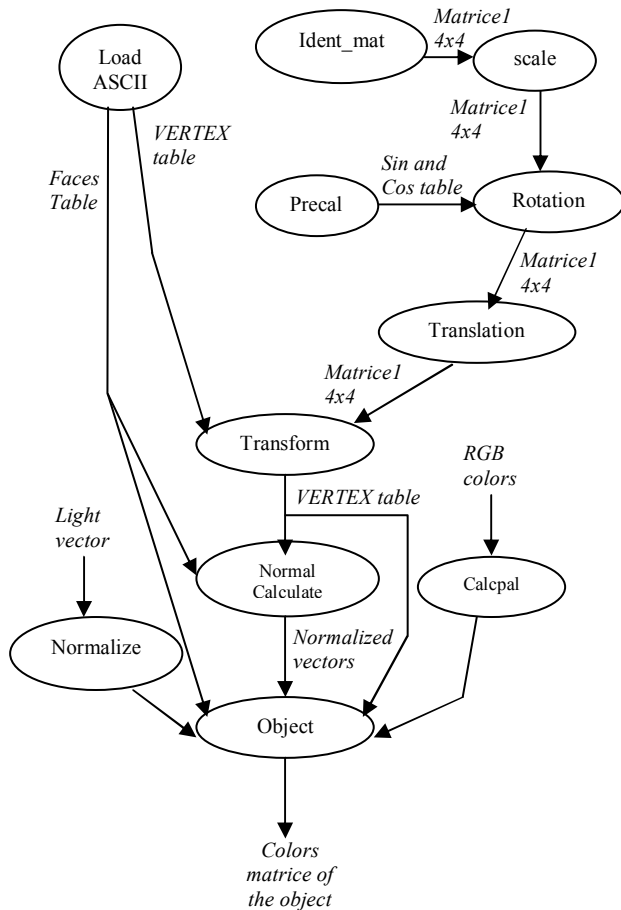 Load
ASCII
Ident_mat
Matrice1
4x4
scale
VERTEX
table
Faces
Table
Matrice1
4x4
Sin and
Cos table
Precal
Rotation
Matrice1
4x4
Translation
Matrice1
4x4
Transform
VERTEX table
RGB
colors
Light
vector
Normal
Calculate
Calcpal
Normalize
Normalized
vectors
Object
Colors
matrice of
the object